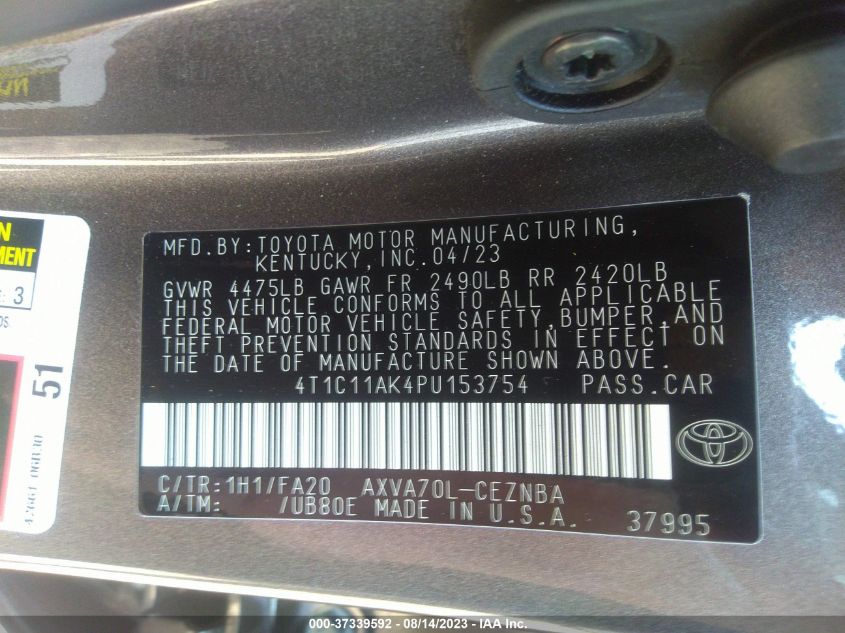 MFD.BY:TOYOTA MOTOR MANUFACTURING,
KENTUCKY, INC. 04/23
GVWR 4475LB GAWR FR 2490LB RR 2420LB
THIS VEHICLE CONFORMS TO ALL APPLICABLE
FEDERAL MOTOR VEHICLE SAFETY, BUMPER, AND
THEFT PREVENTION STANDARDS IN EFFECT ON
THE DATE OF MANUFACTURE SHOWN ABOVE.
4T1C11AK4PU153754 PASS.CAR
C/TR:1H1/FA20 AXVA70L-CEZNBA
A/TM: /UB80E MADE IN U.S.A. 37995
3
51
42661 06B30
000-37339592 - 08/14/2023 - IAA Inc.